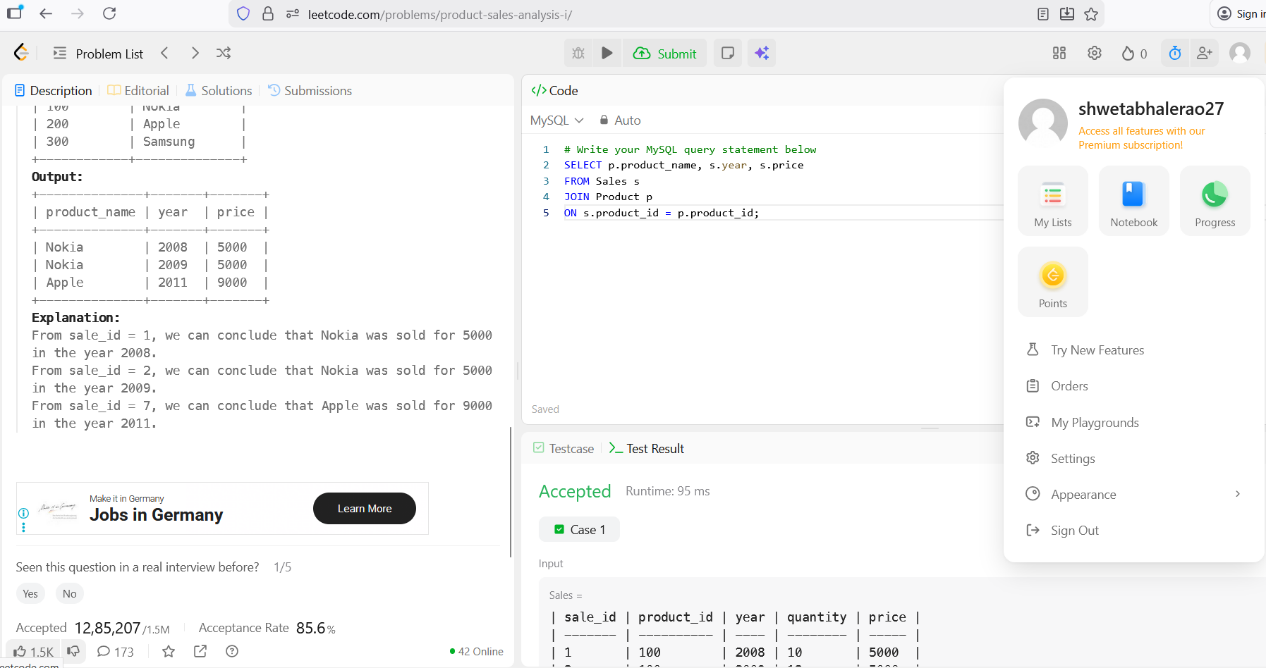 leetcode.com/problems/product-sales-analysis-i/
Sign in
Problem List
Submit
0
Description
Editorial
Solutions
Submissions
| 100 | Nokia |
| 200 | Apple |
| 300 | Samsung |
+------------+--------------+
Output:
+--------------+-------+-------+
| product_name | year | price |
+--------------+-------+-------+
| Nokia | 2008 | 5000 |
| Nokia | 2009 | 5000 |
| Apple | 2011 | 9000 |
+--------------+-------+-------+
Explanation:
From sale_id = 1, we can conclude that Nokia was sold for 5000
in the year 2008.
From sale_id = 2, we can conclude that Nokia was sold for 5000
in the year 2009.
From sale_id = 7, we can conclude that Apple was sold for 9000
in the year 2011.
Make it in Germany
Jobs in Germany
Learn More
Seen this question in a real interview before? 1/5
Yes
No
Accepted 12,85,207/1.5M
Acceptance Rate 85.6%
1.5K
173
42 Online
</> Code
MySQL
Auto
1 # Write your MySQL query statement below
2 SELECT p.product_name, s.year, s.price
3 FROM Sales s
4 JOIN Product p
5 ON s.product_id = p.product_id;
Saved
Testcase
>_ Test Result
Accepted
Runtime: 95 ms
Case 1
Input
Sales =
| sale_id | product_id | year | quantity | price |
| ------- | ---------- | ---- | -------- | ----- |
| 1 | 100 | 2008 | 10 | 5000 |
shwetabhalerao27
Access all features with our
Premium subscription!
My Lists
Notebook
Progress
Points
Try New Features
Orders
My Playgrounds
Settings
Appearance
Sign Out